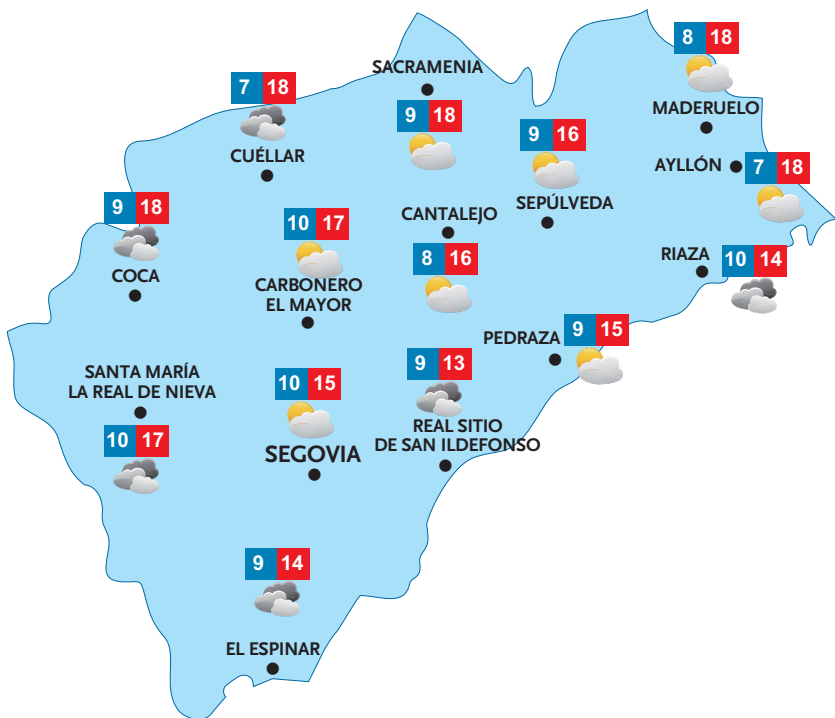 8 18
MADERUELO
SACRAMENIA
9 18
7 18
CUÉLLAR
9 16
SEPÚLVEDA
AYLLÓN
7 18
9 18
COCA
10 17
CARBONERO
EL MAYOR
CANTALEJO
8 16
RIAZA
10 14
PEDRAZA
9 15
SANTA MARÍA
LA REAL DE NIEVA
10 17
10 15
SEGOVIA
9 13
REAL SITIO
DE SAN ILDEFONSO
9 14
EL ESPINAR